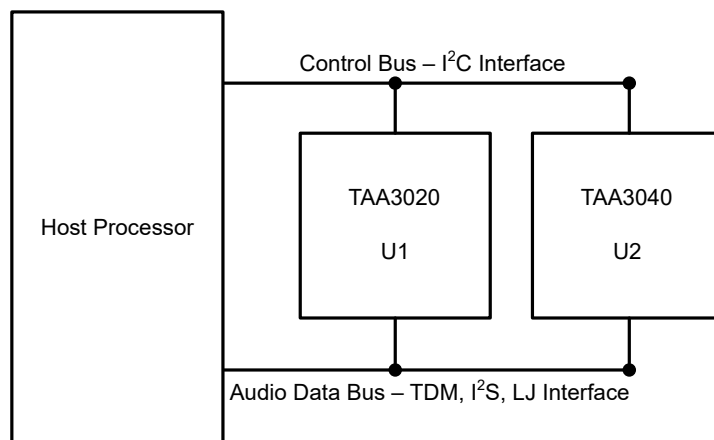 Control Bus – I²C Interface
Host Processor
TAA3020
U1
TAA3040
U2
Audio Data Bus – TDM, I²S, LJ Interface